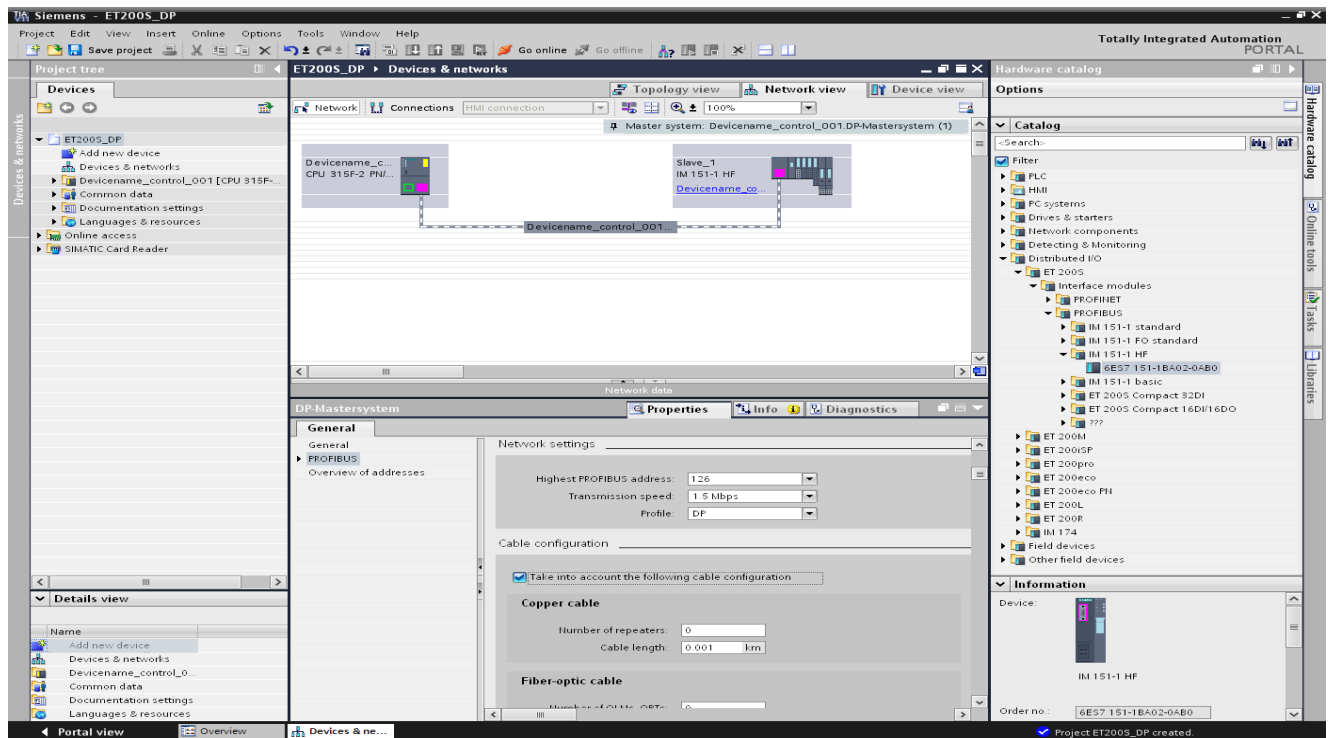 Siemens - ET200S_DP
Project Edit View Insert Online Options Tools Window Help
Save project
Go online
Go offline
Totally Integrated Automation
PORTAL
Project tree
Devices
ET200S_DP
Add new device
Devices & networks
Devicename_control_001 [CPU 315F-...
Common data
Documentation settings
Languages & resources
Online access
SIMATIC Card Reader
Details view
Name
Add new device
Devices & networks
Devicename_control_0...
Common data
Documentation settings
Languages & resources
ET200S_DP Devices & networks
Topology view
Network view
Device view
Network
Connections
HMI connection
100%
Master system: Devicename_control_001.DP-Mastersystem (1)
Devicename_c...
CPU 315F-2 PN/...
Slave_1
IM 151-1 HF
Devicename_co...
Devicename_control_001...
Network data
DP-Mastersystem
Properties
Info
Diagnostics
General
General
PROFIBUS
Overview of addresses
Network settings
Highest PROFIBUS address: 126
Transmission speed: 1.5 Mbps
Profile: DP
Cable configuration
Take into account the following cable configuration
Copper cable
Number of repeaters: 0
Cable length: 0.001 km
Fiber-optic cable
Number of OLMs, OBTs: 0
Hardware catalog
Options
Catalog
<Search>
Filter
PLC
HMI
PC systems
Drives & starters
Network components
Detecting & Monitoring
Distributed I/O
ET 200S
Interface modules
PROFINET
PROFIBUS
IM 151-1 standard
IM 151-1 FO standard
IM 151-1 HF
6ES7 151-1BA02-0AB0
IM 151-1 basic
ET 200S Compact 32DI
ET 200S Compact 16DI/16DO
???
ET 200M
ET 200iSP
ET 200pro
ET 200eco
ET 200eco PN
ET 200L
ET 200R
IM 174
Field devices
Other field devices
Information
Device:
IM 151-1 HF
Order no.: 6ES7 151-1BA02-0AB0
Devices & networks
Hardware catalog
Online tools
Tasks
Libraries
Portal view
Overview
Devices & ne...
Project ET200S_DP created.